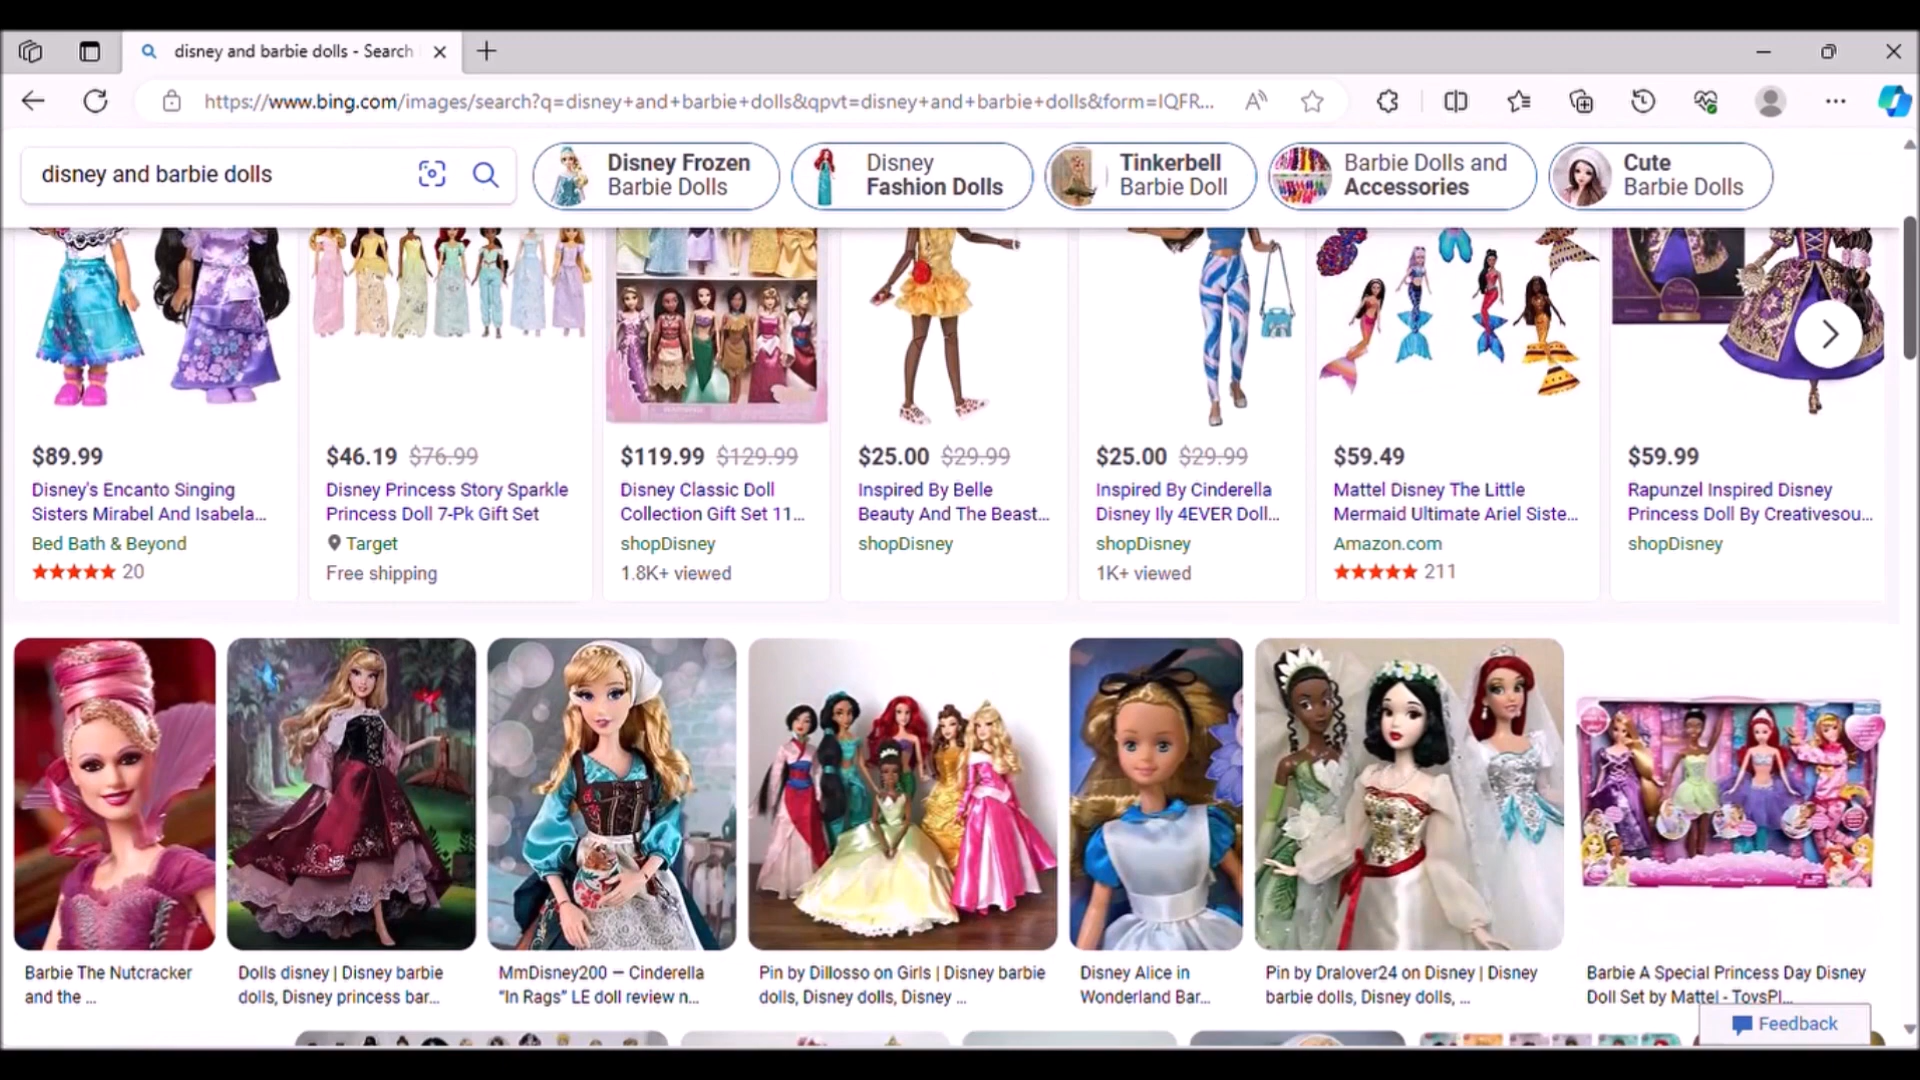 disney and barbie dolls - Search
https://www.bing.com/images/search?q=disney+and+barbie+dolls&qpvt=disney+and+barbie+dolls&form=IQFR...
disney and barbie dolls
Disney Frozen
Barbie Dolls
Disney
Fashion Dolls
Tinkerbell
Barbie Doll
Barbie Dolls and
Accessories
Cute
Barbie Dolls
$89.99
Disney's Encanto Singing
Sisters Mirabel And Isabela...
Bed Bath & Beyond
20
$46.19 $76.99
Disney Princess Story Sparkle
Princess Doll 7-Pk Gift Set
Target
Free shipping
$119.99 $129.99
Disney Classic Doll
Collection Gift Set 11...
shopDisney
1.8K+ viewed
$25.00 $29.99
Inspired By Belle
Beauty And The Beast...
shopDisney
$25.00 $29.99
Inspired By Cinderella
Disney Ily 4EVER Doll...
shopDisney
1K+ viewed
$59.49
Mattel Disney The Little
Mermaid Ultimate Ariel Siste...
Amazon.com
211
$59.99
Rapunzel Inspired Disney
Princess Doll By Creativesou...
shopDisney
Barbie The Nutcracker
and the ...
Dolls disney | Disney barbie
dolls, Disney princess bar...
MmDisney200 — Cinderella
"In Rags" LE doll review n...
Pin by Dillosso on Girls | Disney barbie
dolls, Disney dolls, Disney ...
Disney Alice in
Wonderland Bar...
Pin by Dralover24 on Disney | Disney
barbie dolls, Disney dolls, ...
Barbie A Special Princess Day Disney
Doll Set by Mattel - ToysPl...
Feedback